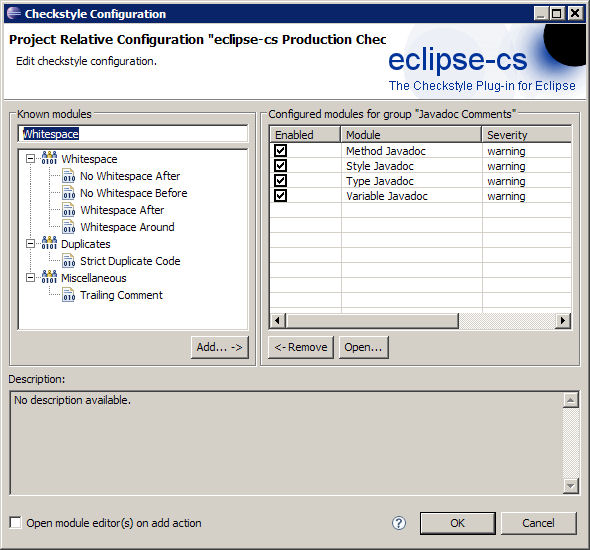 Checkstyle Configuration
Project Relative Configuration "eclipse-cs Production Chec
Edit checkstyle configuration.
eclipse-cs
The Checkstyle Plug-in for Eclipse
Known modules
Whitespace
Whitespace
No Whitespace After
No Whitespace Before
Whitespace After
Whitespace Around
Duplicates
Strict Duplicate Code
Miscellaneous
Trailing Comment
Add... ->
Configured modules for group "Javadoc Comments"
Enabled Module Severity
Method Javadoc warning
Style Javadoc warning
Type Javadoc warning
Variable Javadoc warning
<- Remove Open...
Description:
No description available.
Open module editor(s) on add action
? OK Cancel